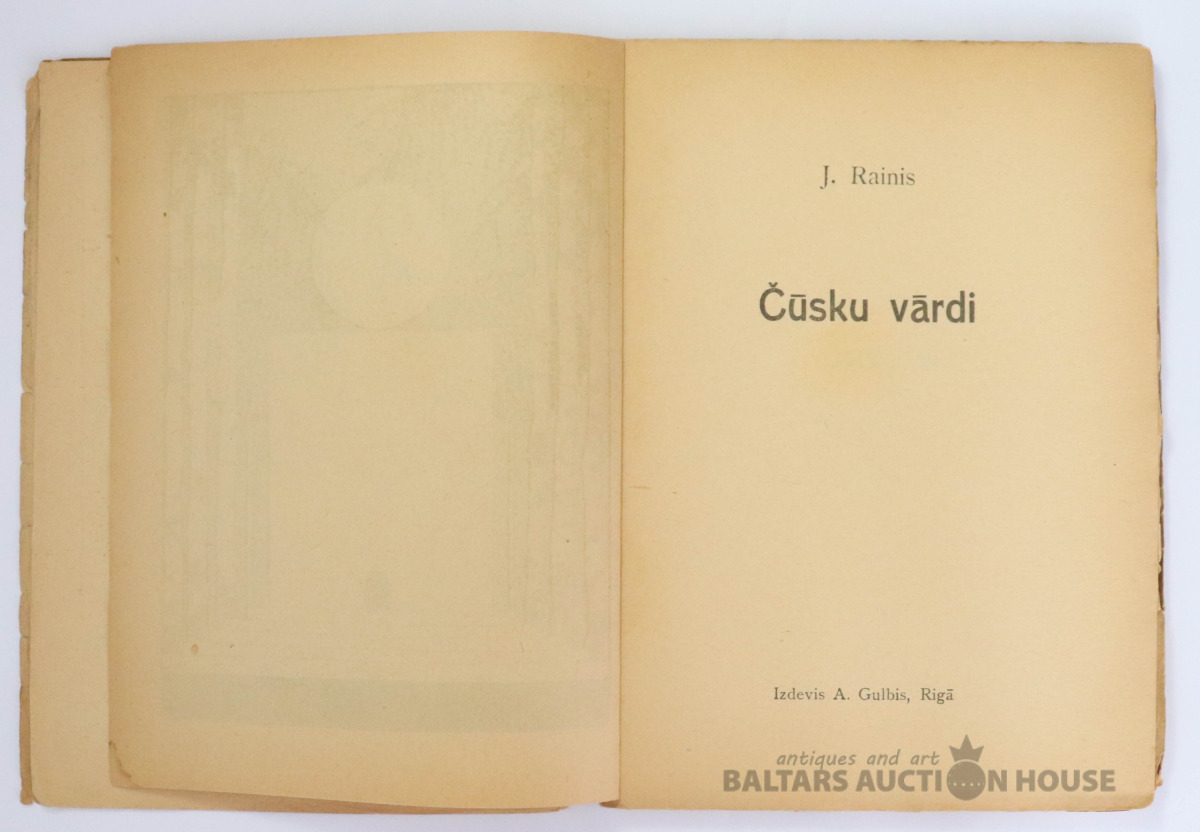 J. Rainis
Čūsku vārdi
Izdevis A. Gulbis, Rigā
antiques and art
BALTARS AUCTION HOUSE